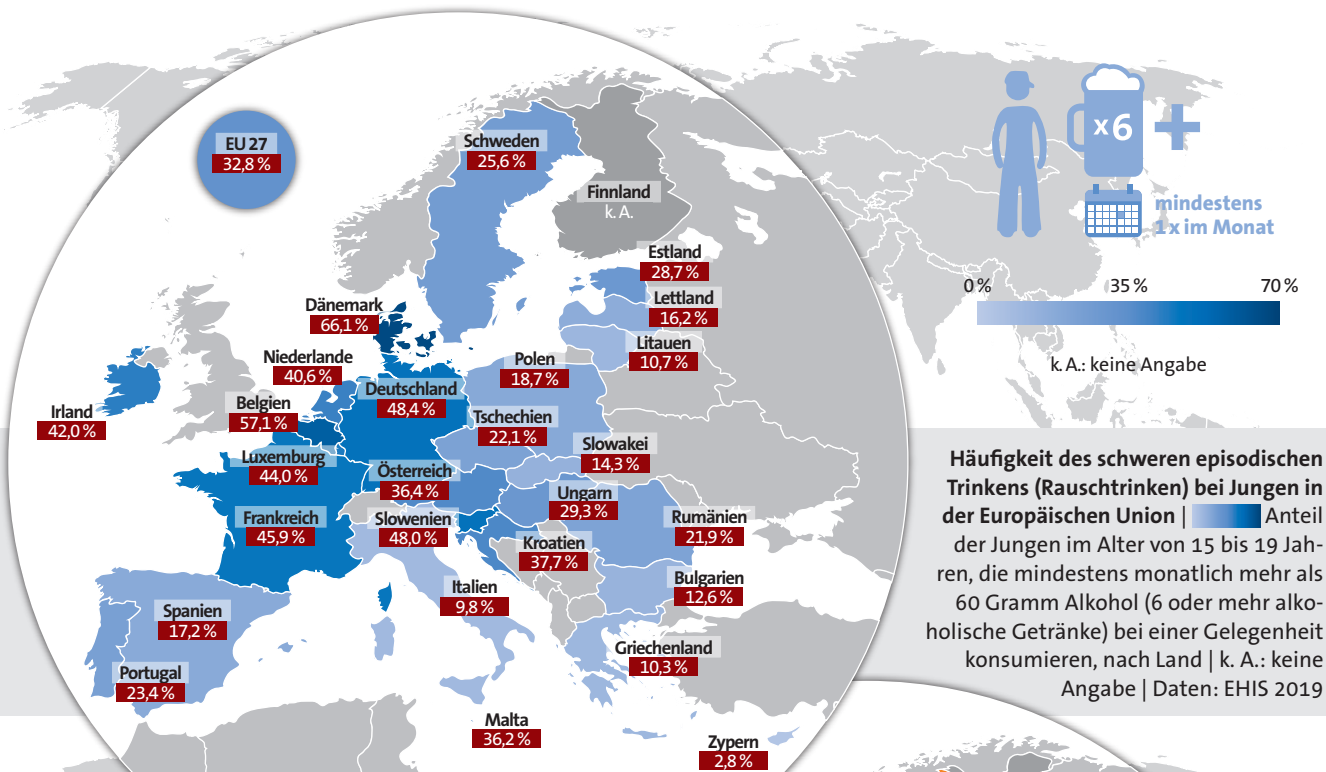 EU 27
32,8 %
Schweden
25,6 %
Finnland
k. A.
Estland
28,7 %
Lettland
16,2 %
Litauen
10,7 %
Dänemark
66,1 %
Niederlande
40,6 %
Polen
18,7 %
Deutschland
48,4 %
Belgien
57,1 %
Irland
42,0 %
Tschechien
22,1 %
Slowakei
14,3 %
Luxemburg
44,0 %
Österreich
36,4 %
Ungarn
29,3 %
Frankreich
45,9 %
Slowenien
48,0 %
Rumänien
21,9 %
Kroatien
37,7 %
Italien
9,8 %
Bulgarien
12,6 %
Spanien
17,2 %
Griechenland
10,3 %
Portugal
23,4 %
Malta
36,2 %
Zypern
2,8 %
x6
mindestens
1 x im Monat
0 % 35 % 70 %
k. A.: keine Angabe
Häufigkeit des schweren episodischen
Trinkens (Rauschtrinken) bei Jungen in
der Europäischen Union | Anteil
der Jungen im Alter von 15 bis 19 Jah-
ren, die mindestens monatlich mehr als
60 Gramm Alkohol (6 oder mehr alko-
holische Getränke) bei einer Gelegenheit
konsumieren, nach Land | k. A.: keine
Angabe | Daten: EHIS 2019